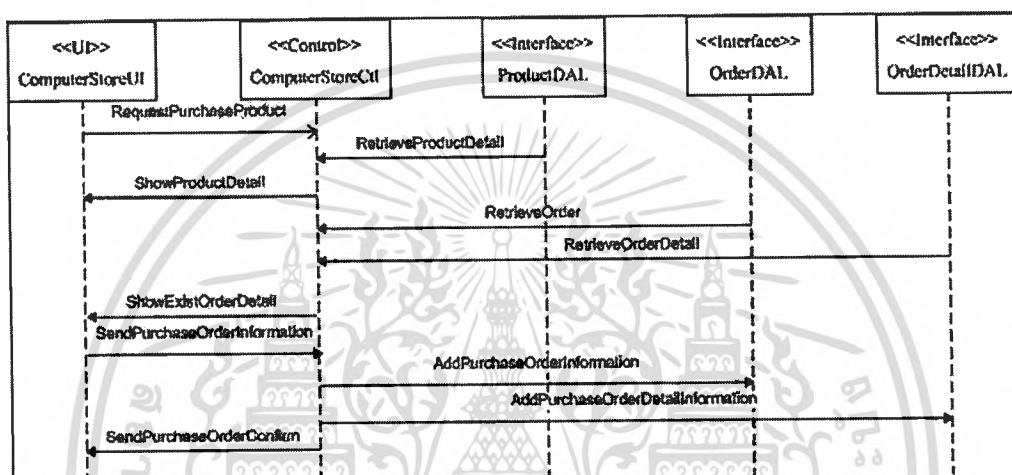 <<UI>>
ComputerStoreUI
<<Control>>
ComputerStoreCtl
<<Interface>>
ProductDAL
<<Interface>>
OrderDAL
<<Interface>>
OrderDetailDAL
RequestPurchaseProduct
RetrieveProductDetail
ShowProductDetail
RetrieveOrder
RetrieveOrderDetail
ShowExistOrderDetail
SendPurchaseOrderInformation
AddPurchaseOrderInformation
AddPurchaseOrderDetailInformation
SendPurchaseOrderConfirm